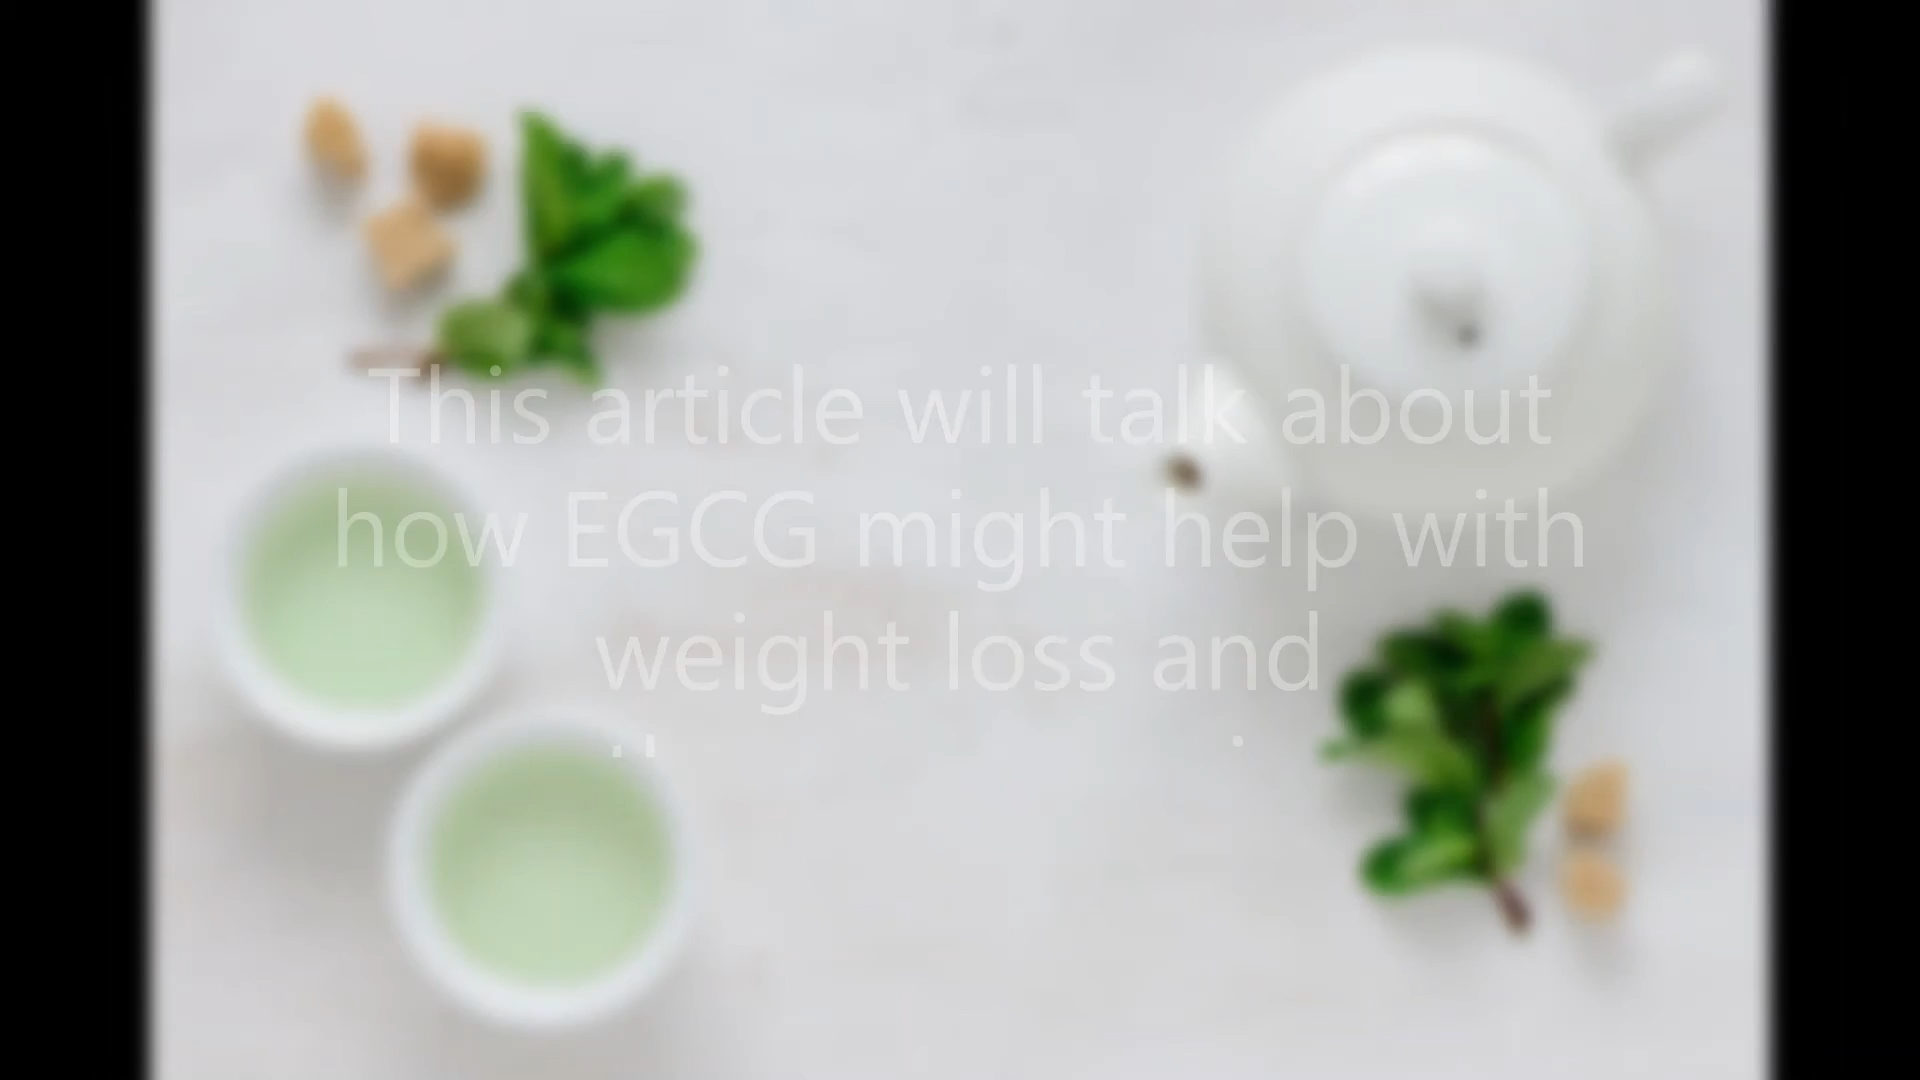 This article will talk about
how EGCG might help with
weight loss and